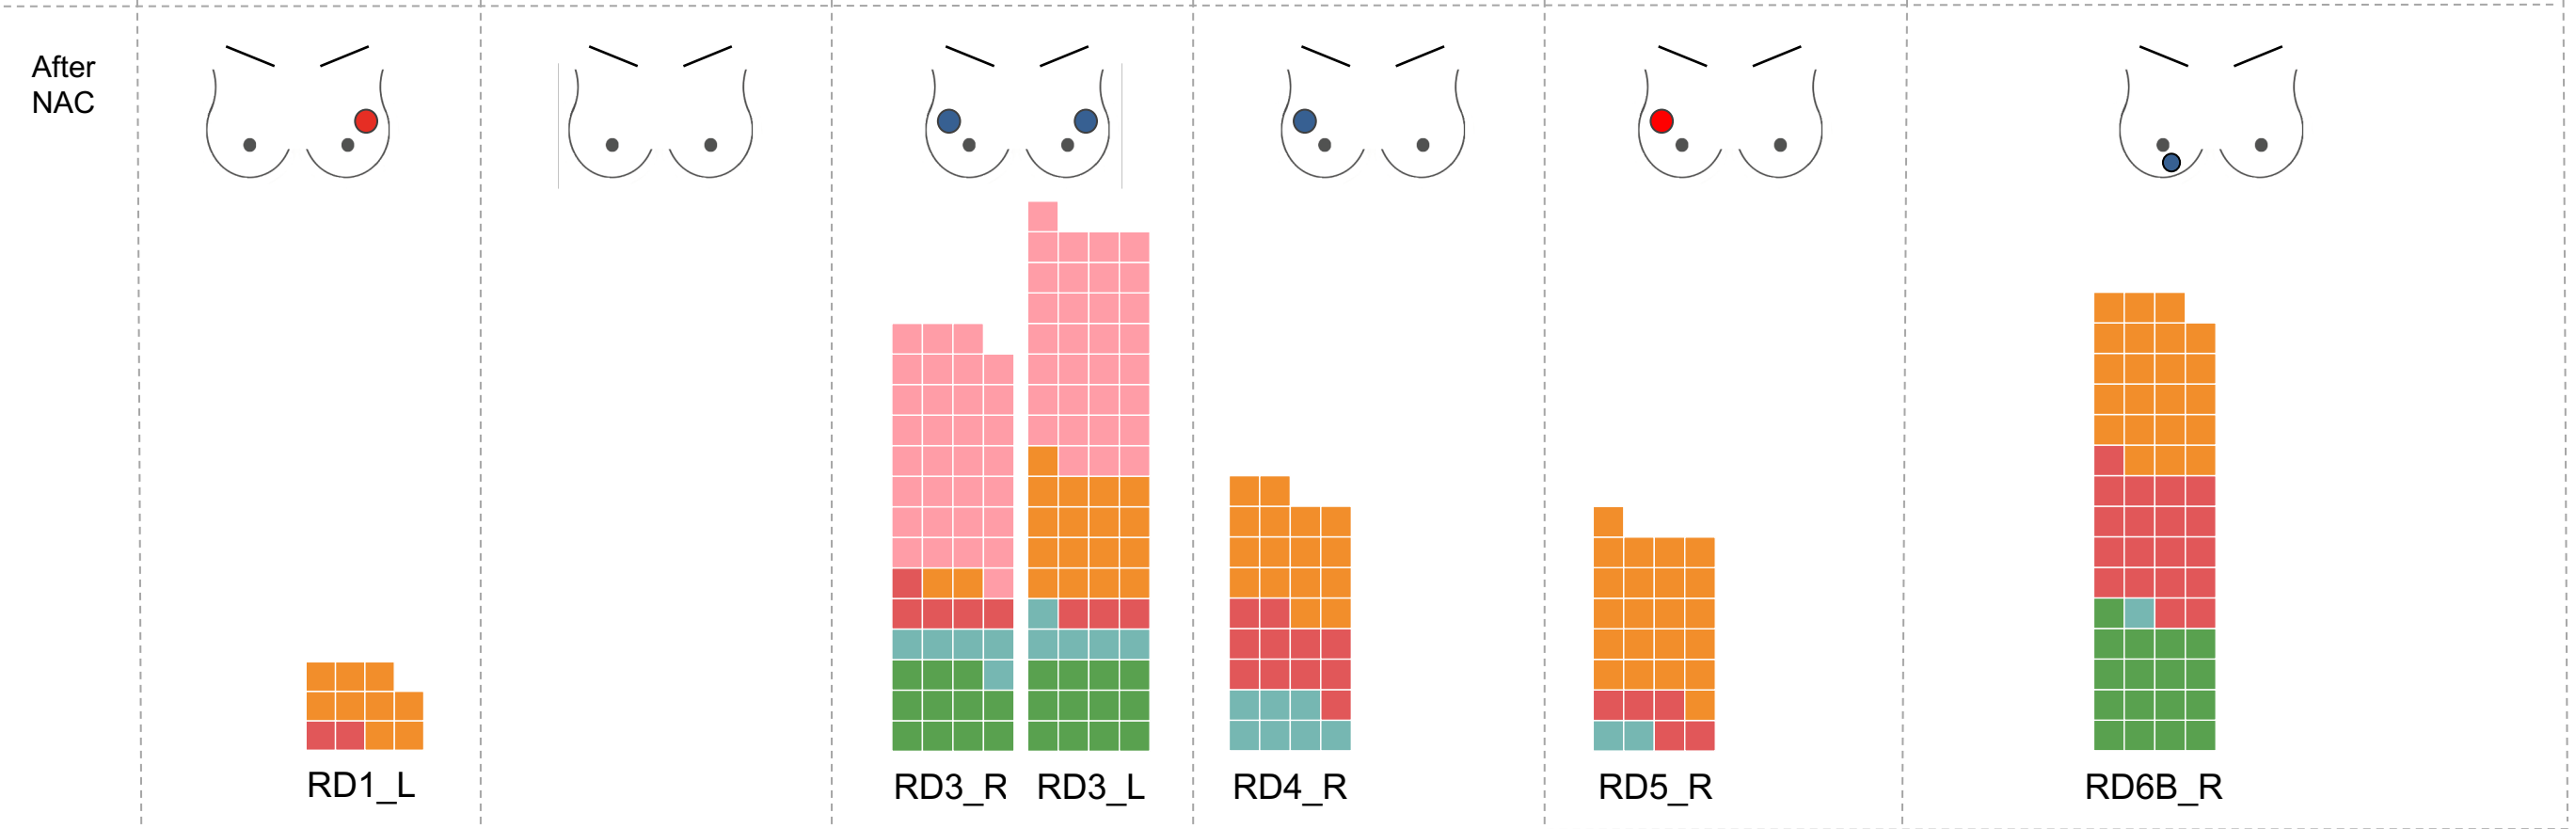 After
NAC
RD1_L
RD3_R
RD3_L
RD4_R
RD5_R
RD6B_R